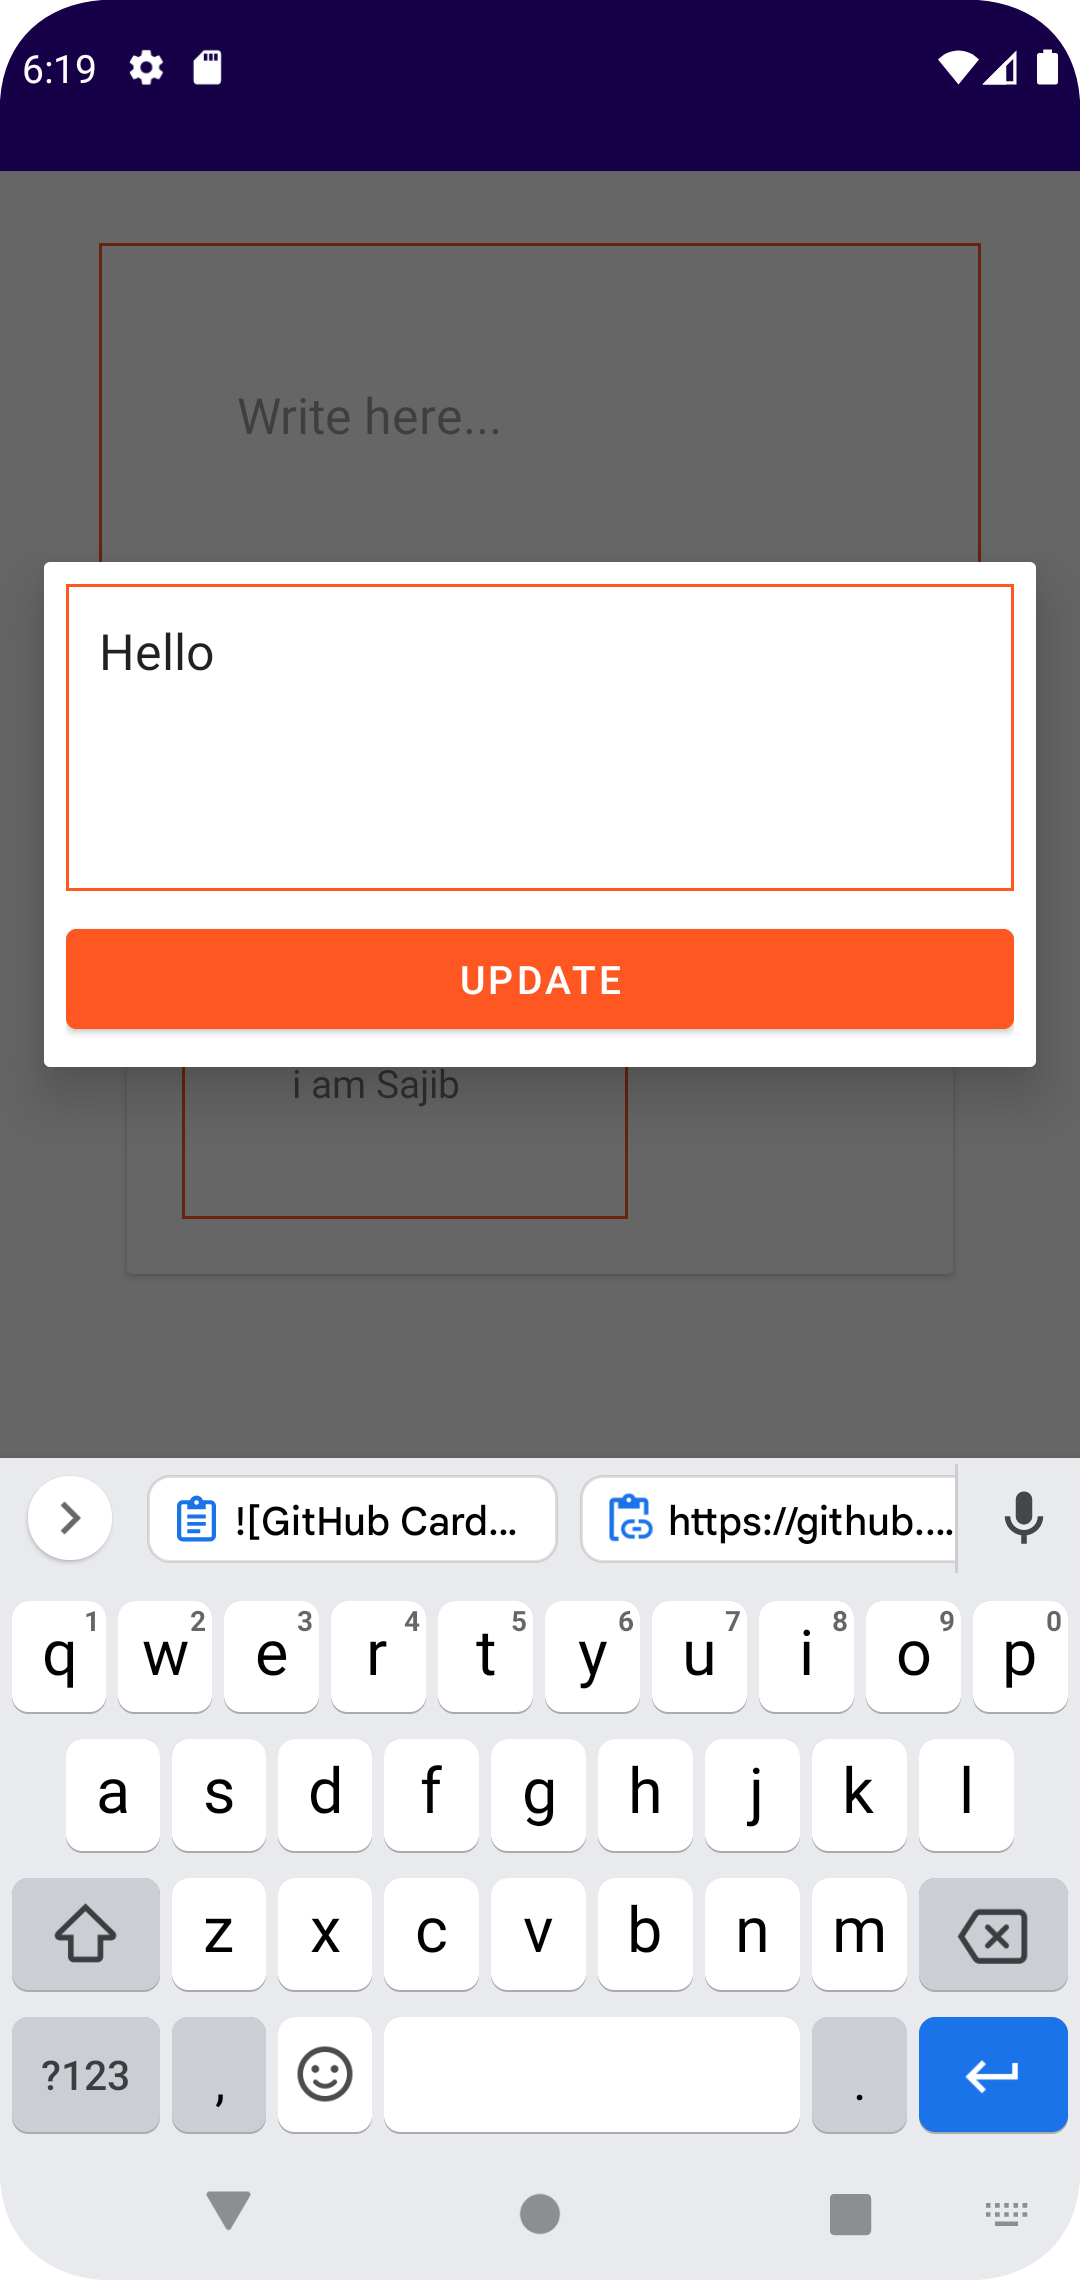 6:19
Write here...
Hello
UPDATE
i am Sajib
![GitHub Card... https://github....
q 1 w 2 e 3 r 4 t 5 y 6 u 7 i 8 o 9 p 0
a s d f g h j k l
z x c v b n m
?123 , .